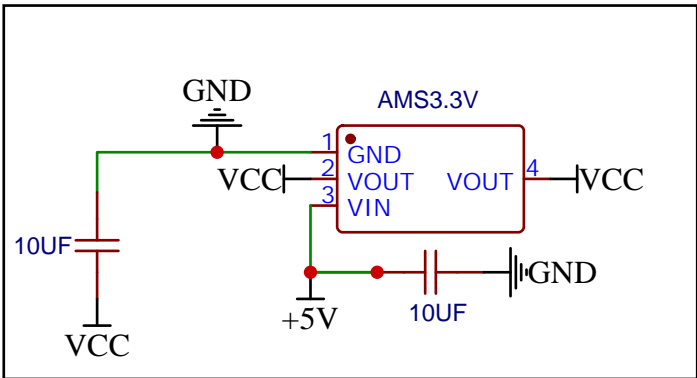 GND
AMS3.3V
1
GND
VCC
2
VOUT
VOUT
4
VCC
3
VIN
10UF
GND
+5V
10UF
VCC